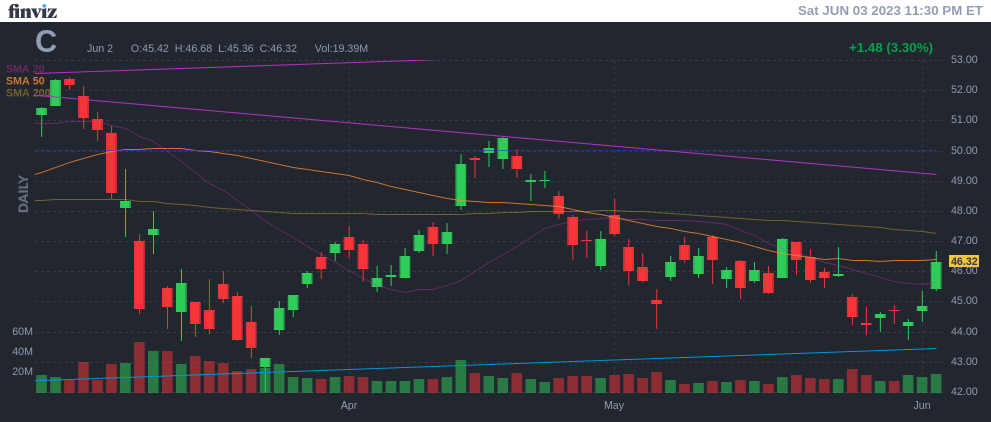 finviz
Sat JUN 03 2023 11:30 PM ET
C
Jun 2 O:45.42 H:46.68 L:45.36 C:46.32 Vol:19.39M
+1.48 (3.30%)
SMA 20
SMA 50
SMA 200
DAILY
53.00
52.00
51.00
50.00
49.00
48.00
47.00
46.32
46.00
45.00
44.00
43.00
42.00
60M
40M
20M
Apr
May
Jun